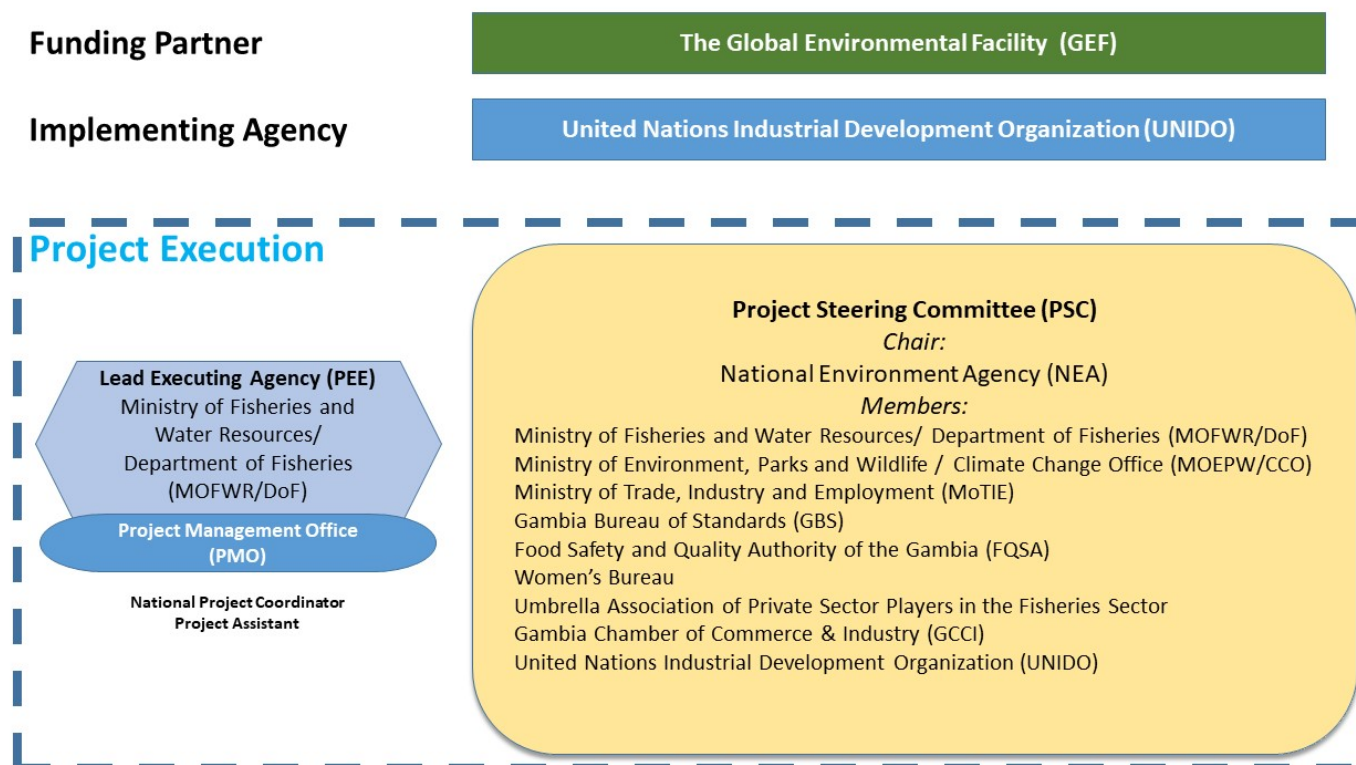 Funding Partner
The Global Environmental Facility (GEF)
Implementing Agency
United Nations Industrial Development Organization (UNIDO)
Project Execution
Lead Executing Agency (PEE)
Ministry of Fisheries and
Water Resources/
Department of Fisheries
(MOFWR/DoF)
Project Management Office
(PMO)
National Project Coordinator
Project Assistant
Project Steering Committee (PSC)
Chair:
National Environment Agency (NEA)
Members:
Ministry of Fisheries and Water Resources/ Department of Fisheries (MOFWR/DoF)
Ministry of Environment, Parks and Wildlife / Climate Change Office (MOEPW/CCO)
Ministry of Trade, Industry and Employment (MoTIE)
Gambia Bureau of Standards (GBS)
Food Safety and Quality Authority of the Gambia (FQSA)
Women's Bureau
Umbrella Association of Private Sector Players in the Fisheries Sector
Gambia Chamber of Commerce & Industry (GCCI)
United Nations Industrial Development Organization (UNIDO)